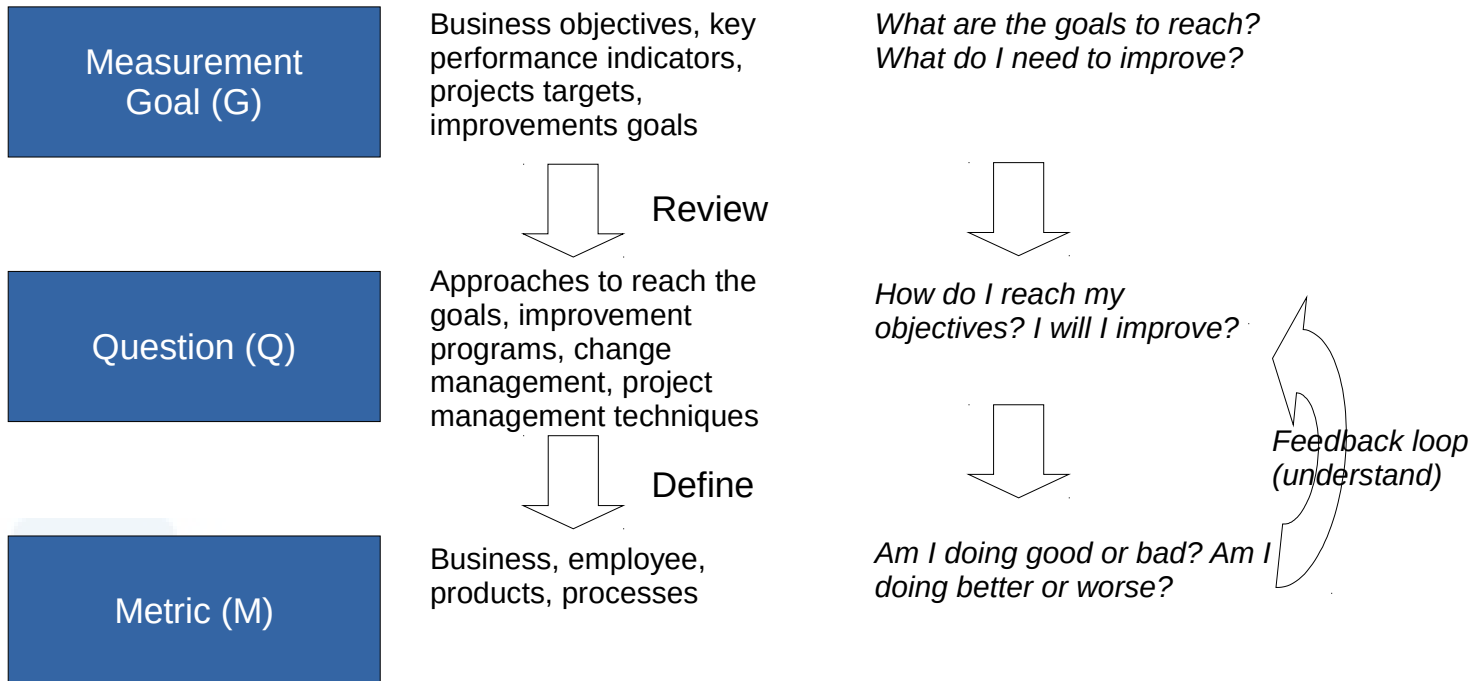 Measurement
Goal (G)
Business objectives, key
performance indicators,
projects targets,
improvements goals
What are the goals to reach?
What do I need to improve?
Review
Question (Q)
Approaches to reach the
goals, improvement
programs, change
management, project
management techniques
How do I reach my
objectives? I will I improve?
Feedback loop
(understand)
Define
Metric (M)
Business, employee,
products, processes
Am I doing good or bad? Am I
doing better or worse?